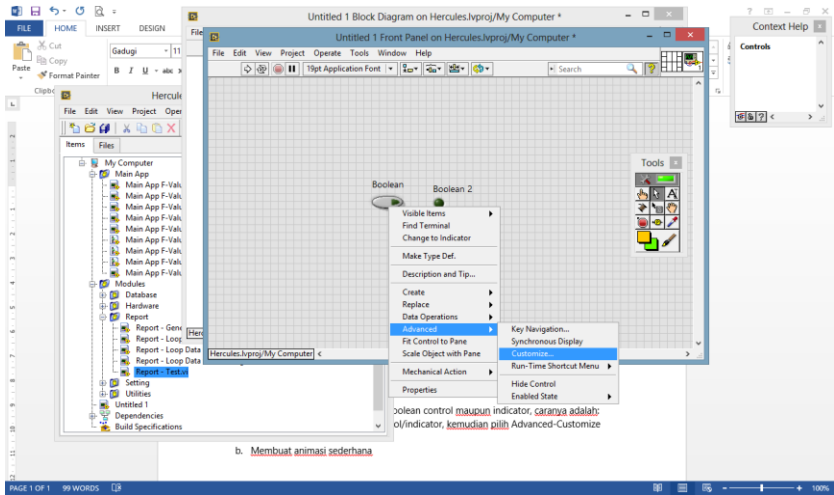 FILE HOME INSERT DESIGN
Cut
Copy
Paste
Format Painter
Gadugi 11
B I U abc
Untitled 1 Block Diagram on Hercules.lvproj/My Computer *
Untitled 1 Front Panel on Hercules.lvproj/My Computer *
File Edit View Project Operate Tools Window Help
19pt Application Font
Search
Context Help
Controls
File Edit View Project
Items Files
My Computer
Main App
Main App F-Valu
Main App F-Valu
Main App F-Valu
Main App F-Valu
Main App F-Valu
Main App F-Valu
Main App F-Valu
Main App F-Valu
Main App F-Valu
Modules
Database
Hardware
Report
Report - Gene
Report - Loop
Report - Loop Data
Report - Loop Data
Report - Test.vi
Setting
Utilities
Untitled 1
Dependencies
Build Specifications
Boolean
Boolean 2
Tools
Visible Items
Find Terminal
Change to Indicator
Make Type Def.
Description and Tip...
Create
Replace
Data Operations
Advanced
Fit Control to Pane
Scale Object with Pane
Mechanical Action
Properties
Key Navigation...
Synchronous Display
Customize...
Run-Time Shortcut Menu
Hide Control
Enabled State
Hercules.lvproj/My Computer
oolean control maupun indicator, caranya adalah:
ol/indicator, kemudian pilih Advanced-Customize
b. Membuat animasi sederhana
PAGE 1 OF 1 99 WORDS
100%